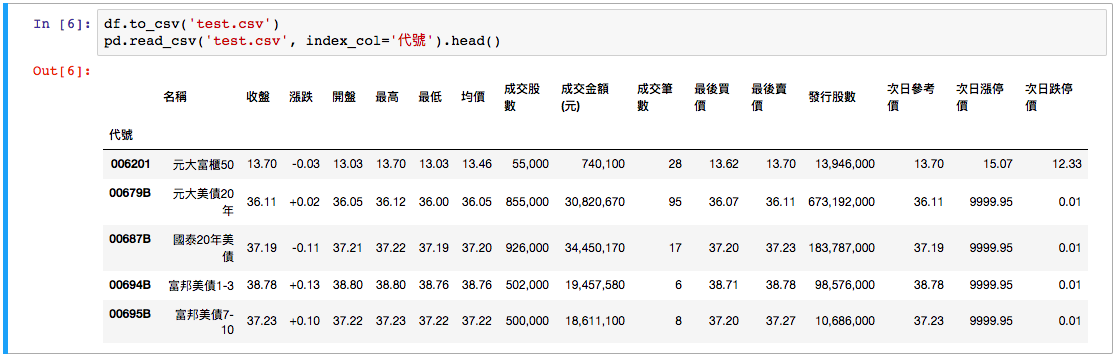 In [6]: df.to_csv('test.csv')
pd.read_csv('test.csv', index_col='代號').head()
Out[6]:
名稱 收盤 漲跌 開盤 最高 最低 均價 成交股數 成交金額(元) 成交筆數 最後買價 最後賣價 發行股數 次日參考價 次日漲停價 次日跌停價
代號
006201 元大富櫃50 13.70 -0.03 13.03 13.70 13.03 13.46 55,000 740,100 28 13.62 13.70 13,946,000 13.70 15.07 12.33
00679B 元大美債20年 36.11 +0.02 36.05 36.12 36.00 36.05 855,000 30,820,670 95 36.07 36.11 673,192,000 36.11 9999.95 0.01
00687B 國泰20年美債 37.19 -0.11 37.21 37.22 37.19 37.20 926,000 34,450,170 17 37.20 37.23 183,787,000 37.19 9999.95 0.01
00694B 富邦美債1-3 38.78 +0.13 38.80 38.80 38.76 38.76 502,000 19,457,580 6 38.71 38.78 98,576,000 38.78 9999.95 0.01
00695B 富邦美債7-10 37.23 +0.10 37.22 37.23 37.22 37.22 500,000 18,611,100 8 37.20 37.27 10,686,000 37.23 9999.95 0.01